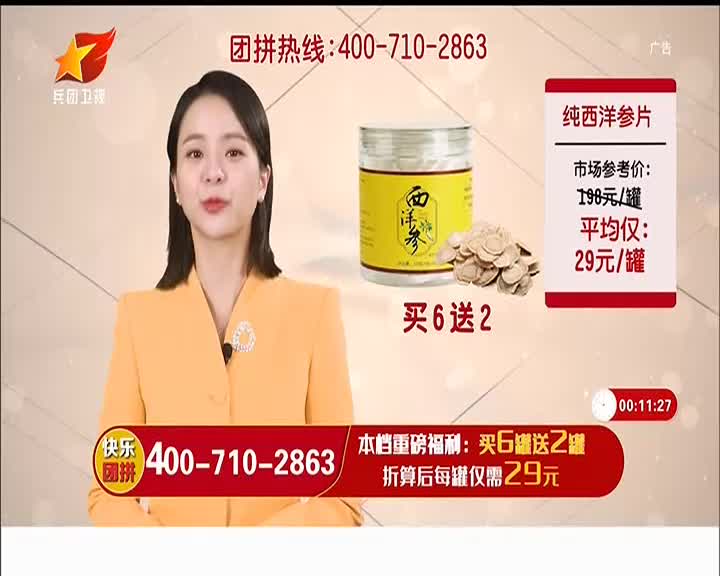 团拼热线:400-710-2863
广告
兵团卫视
纯西洋参片
市场参考价:
198元/罐
平均仅:
29元/罐
西洋参
买6送2
00:11:27
快乐团拼
400-710-2863
本档重磅福利:买6罐送2罐
折算后每罐仅需29元